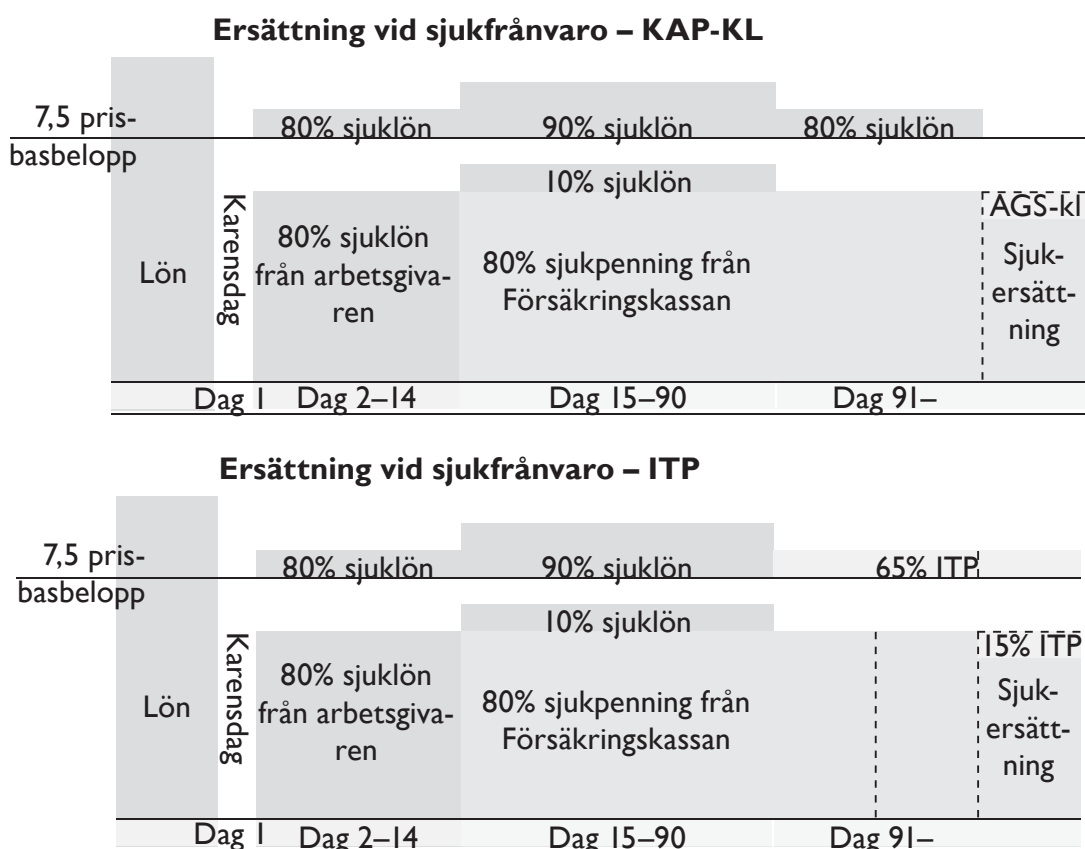 Ersättning vid sjukfrånvaro – KAP-KL
7,5 pris-
basbelopp
80% sjuklön
90% sjuklön
80% sjuklön
10% sjuklön
Lön
Karensdag
80% sjuklön
från arbetsgiva-
ren
80% sjukpenning från
Försäkringskassan
AGS-kl
Sjuk-
ersätt-
ning
Dag 1
Dag 2–14
Dag 15–90
Dag 91–
Ersättning vid sjukfrånvaro – ITP
7,5 pris-
basbelopp
80% sjuklön
90% sjuklön
65% ITP
10% sjuklön
Lön
Karensdag
80% sjuklön
från arbetsgiva-
ren
80% sjukpenning från
Försäkringskassan
15% ITP
Sjuk-
ersätt-
ning
Dag 1
Dag 2–14
Dag 15–90
Dag 91–